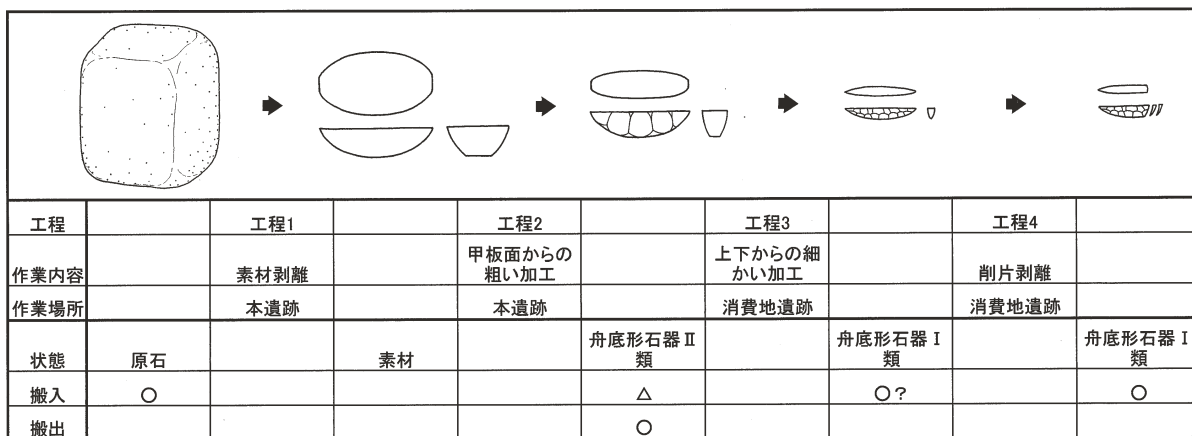 工程 工程1 工程2 工程3 工程4
作業内容 素材剥離 甲板面からの粗い加工 上下からの細かい加工 削片剥離
作業場所 本遺跡 本遺跡 消費地遺跡 消費地遺跡
状態 原石 素材 舟底形石器Ⅱ類 舟底形石器Ⅰ類 舟底形石器Ⅰ類
搬入 ○ △ ○? ○
搬出 ○